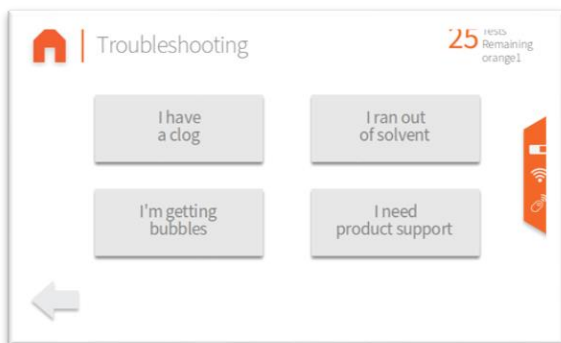 Troubleshooting
25 Tests
Remaining
orange1
I have
a clog
I ran out
of solvent
I'm getting
bubbles
I need
product support